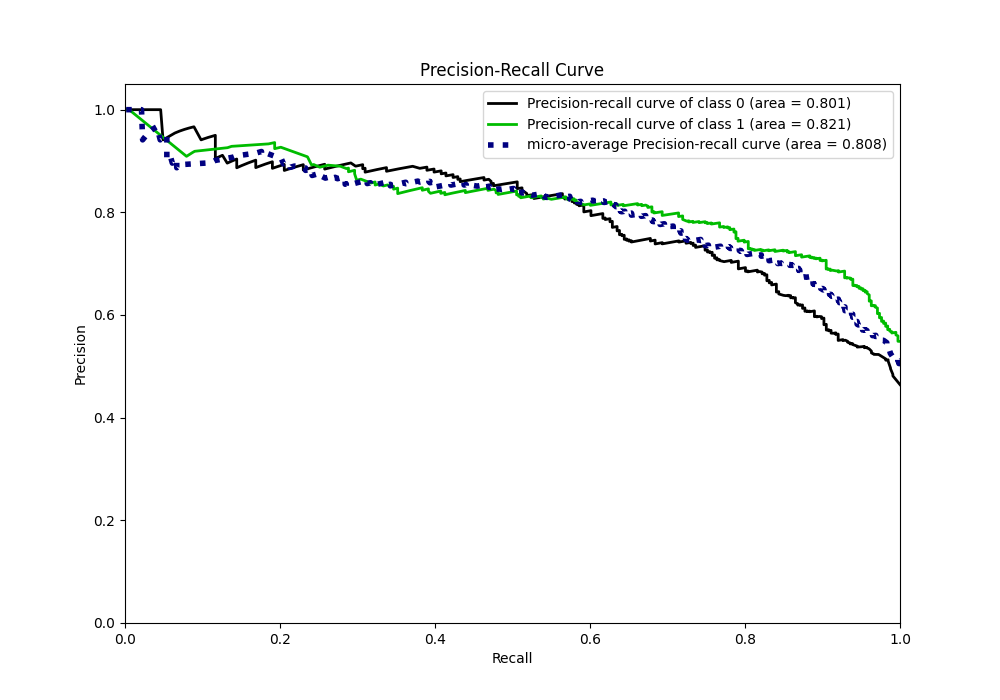 Precision-Recall Curve
Precision-recall curve of class 0 (area = 0.801)
Precision-recall curve of class 1 (area = 0.821)
micro-average Precision-recall curve (area = 0.808)
1.0
0.8
0.6
0.4
0.2
0.0
Precision
0.0 0.2 0.4 0.6 0.8 1.0
Recall